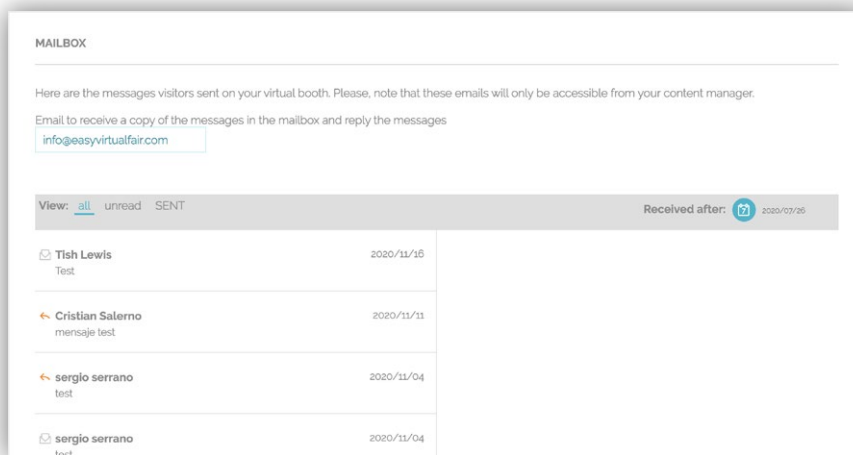 MAILBOX
Here are the messages visitors sent on your virtual booth. Please, note that these emails will only be accessible from your content manager.
Email to receive a copy of the messages in the mailbox and reply the messages
info@easyvirtualfair.com
View: all unread SENT Received after: 7 2020/07/26
Tish Lewis 2020/11/16
Test
Cristian Salerno 2020/11/11
mensaje test
sergio serrano 2020/11/04
test
sergio serrano 2020/11/04
test